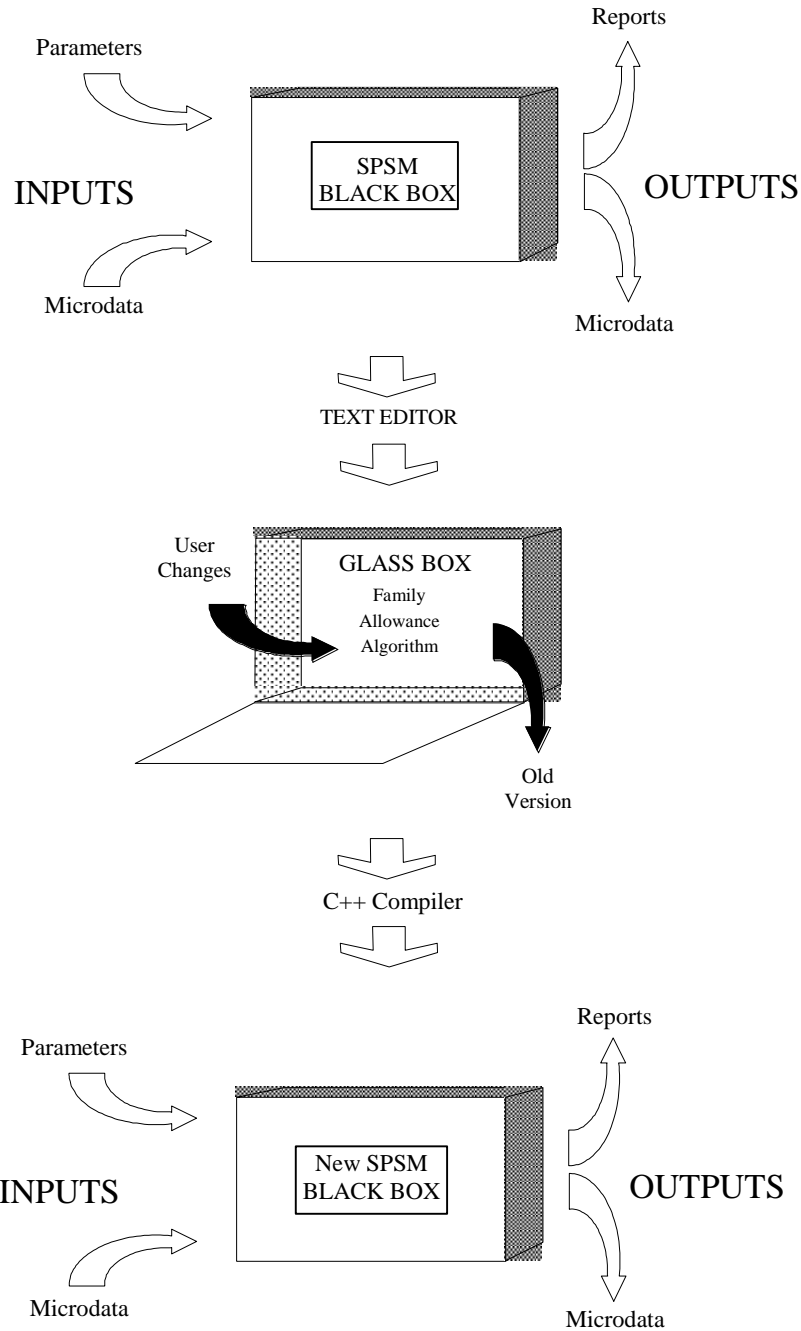 Reports
Parameters
SPSM
BLACK BOX
INPUTS
OUTPUTS
Microdata
Microdata
TEXT EDITOR
User
Changes
GLASS BOX
Family
Allowance
Algorithm
Old
Version
C++ Compiler
Reports
Parameters
New SPSM
BLACK BOX
INPUTS
OUTPUTS
Microdata
Microdata